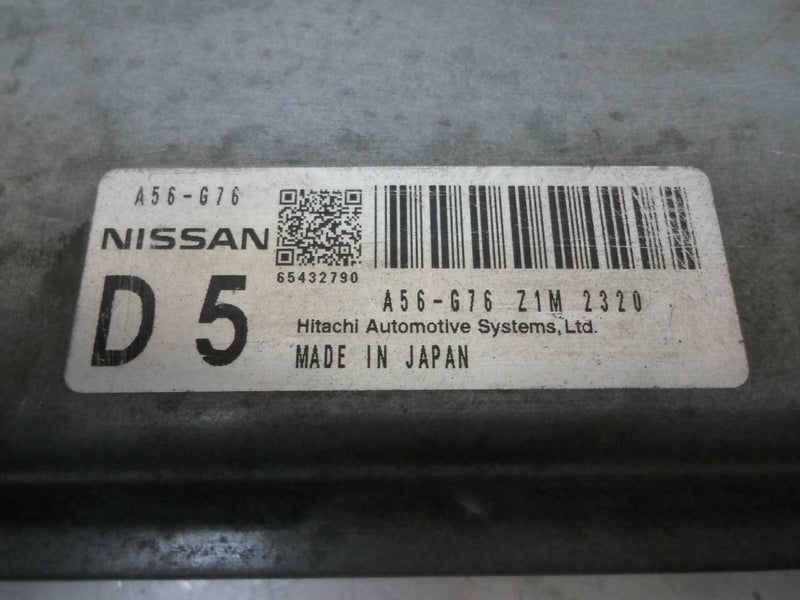 A56-G76
NISSAN
65432790
D 5
A56-G76 Z1M 2320
Hitachi Automotive Systems,Ltd.
MADE IN JAPAN